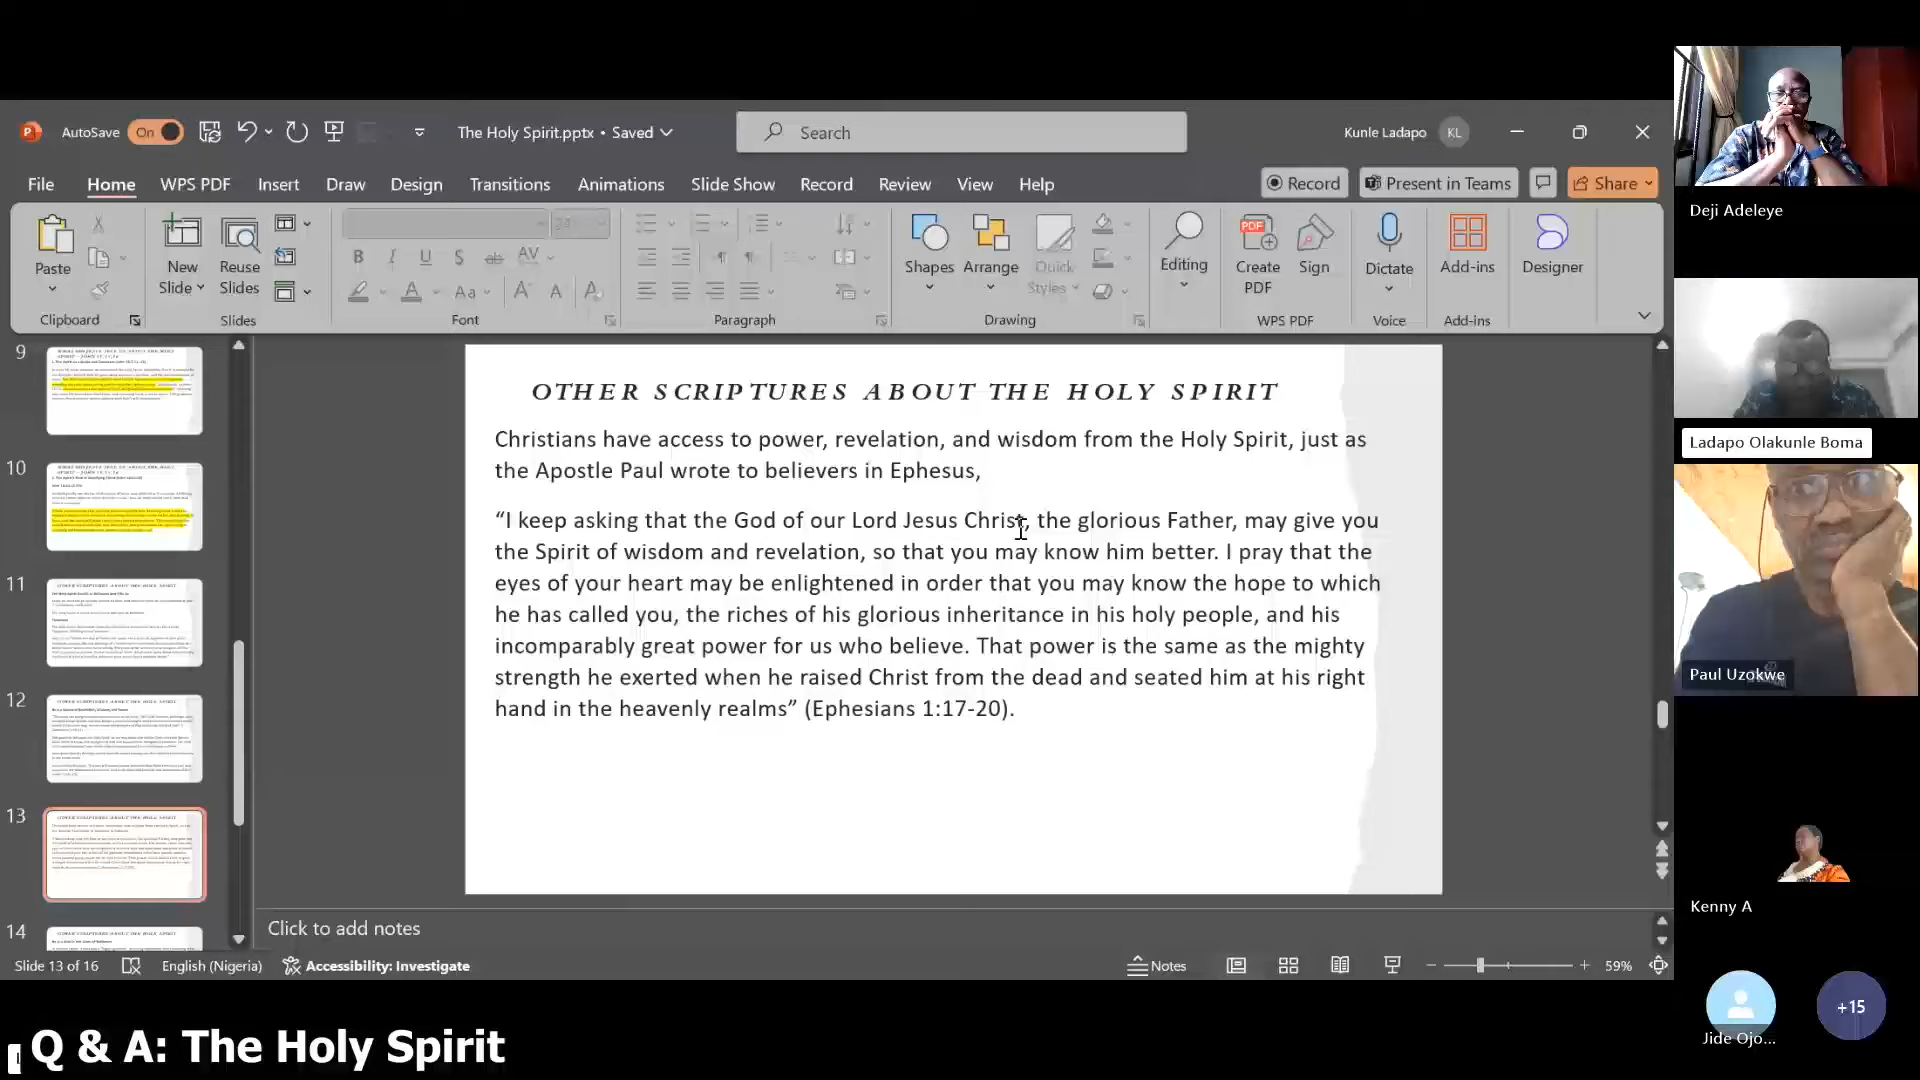 AutoSave On The Holy Spirit.pptx • Saved Search Kunle Ladapo KL
File Home WPS PDF Insert Draw Design Transitions Animations Slide Show Record Review View Help Record Present in Teams Share
Paste New Slide Reuse Slides Shapes Arrange Quick Styles Editing Create PDF Sign Dictate Add-ins Designer
Clipboard Slides Font Paragraph Drawing WPS PDF Voice Add-ins
9
10
11
12
13
14
OTHER SCRIPTURES ABOUT THE HOLY SPIRIT
Christians have access to power, revelation, and wisdom from the Holy Spirit, just as
the Apostle Paul wrote to believers in Ephesus,
“I keep asking that the God of our Lord Jesus Christ, the glorious Father, may give you
the Spirit of wisdom and revelation, so that you may know him better. I pray that the
eyes of your heart may be enlightened in order that you may know the hope to which
he has called you, the riches of his glorious inheritance in his holy people, and his
incomparably great power for us who believe. That power is the same as the mighty
strength he exerted when he raised Christ from the dead and seated him at his right
hand in the heavenly realms” (Ephesians 1:17-20).
Click to add notes
Slide 13 of 16 English (Nigeria) Accessibility: Investigate Notes 59%
Deji Adeleye
Ladapo Olakunle Boma
Paul Uzokwe
Kenny A
+15
Jide Ojo...
Q & A: The Holy Spirit